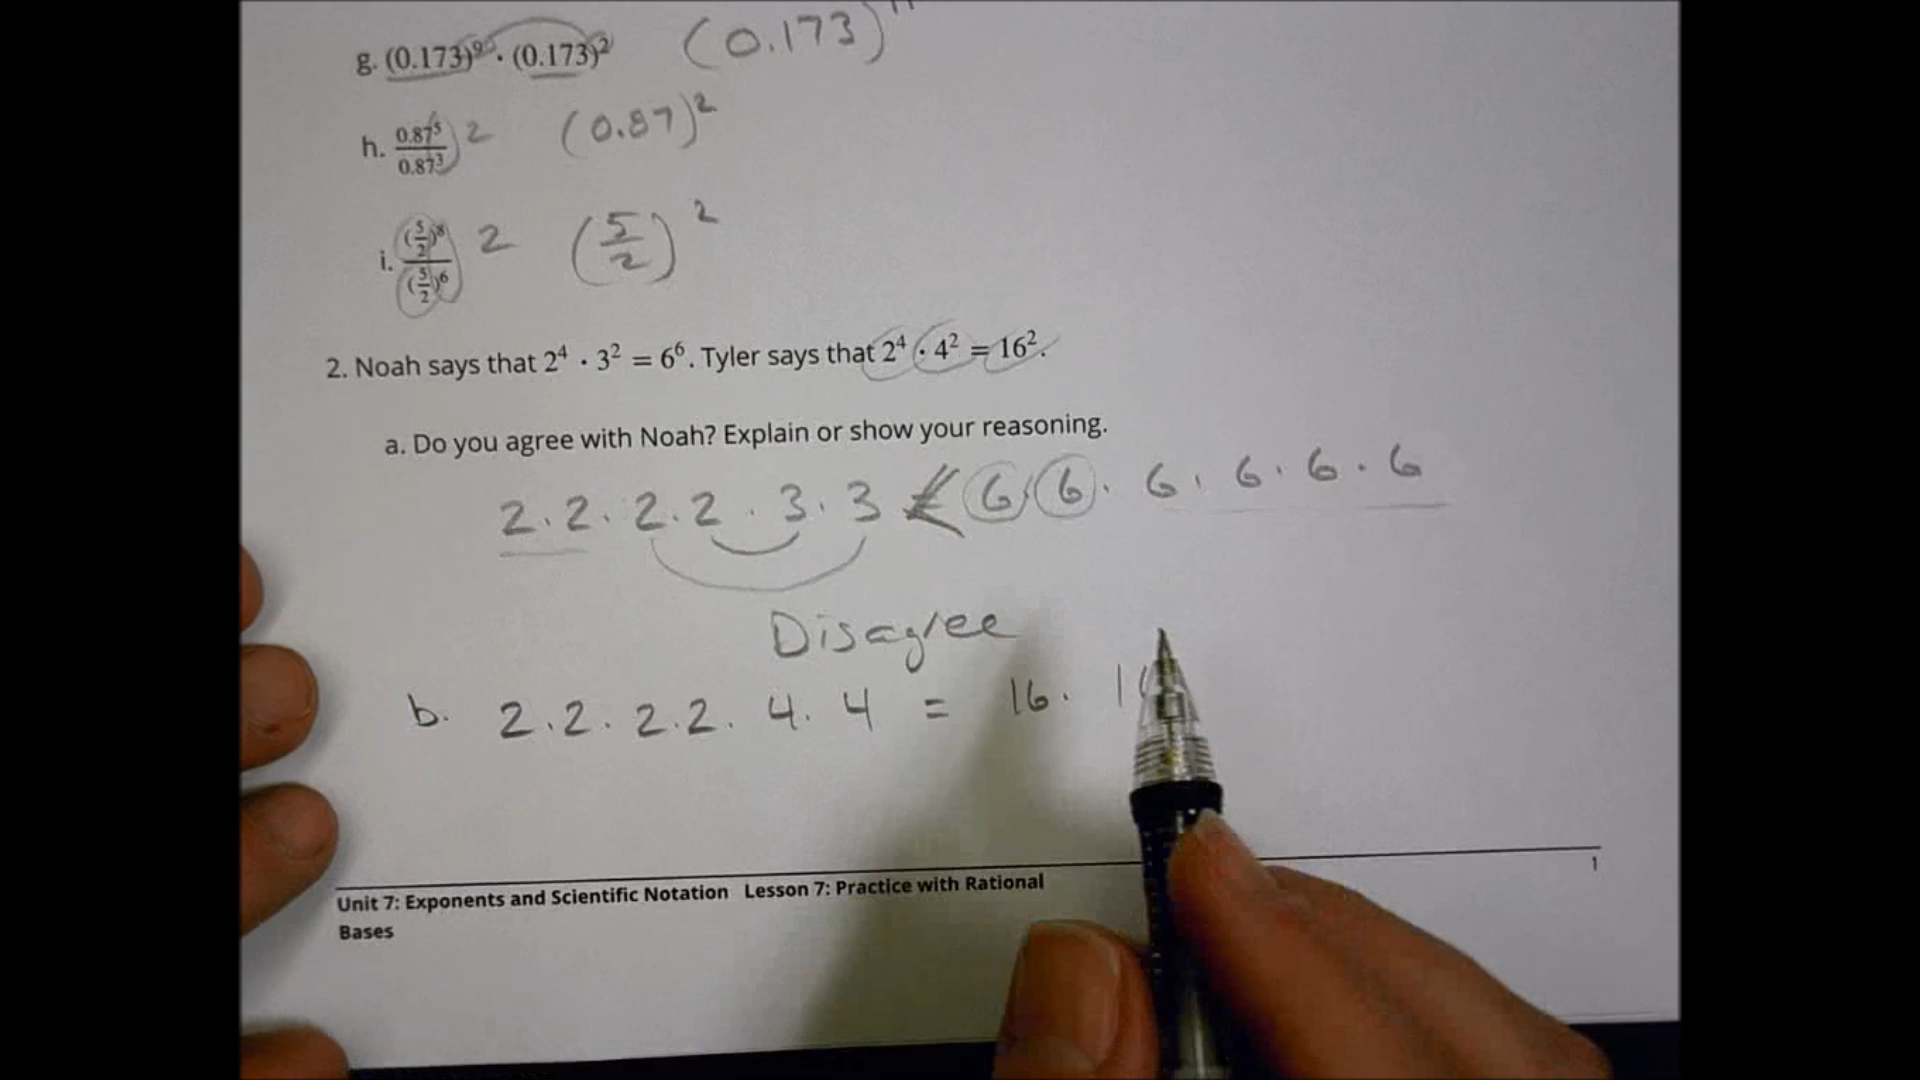 g. (0.173)⁹ · (0.173)² (0.173)¹¹
h. 0.87⁵/0.87³ 2 (0.87)²
i. (5/2)⁸/(5/2)⁶ 2 (5/2)²
2. Noah says that 2⁴ · 3² = 6⁶. Tyler says that 2⁴ · 4² = 16².
a. Do you agree with Noah? Explain or show your reasoning.
2 · 2 · 2 · 2 · 3 · 3 < 6 · 6 · 6 · 6 · 6 · 6
Disagree
b. 2 · 2 · 2 · 2 · 4 · 4 = 16 ·
1
Unit 7: Exponents and Scientific Notation Lesson 7: Practice with Rational
Bases